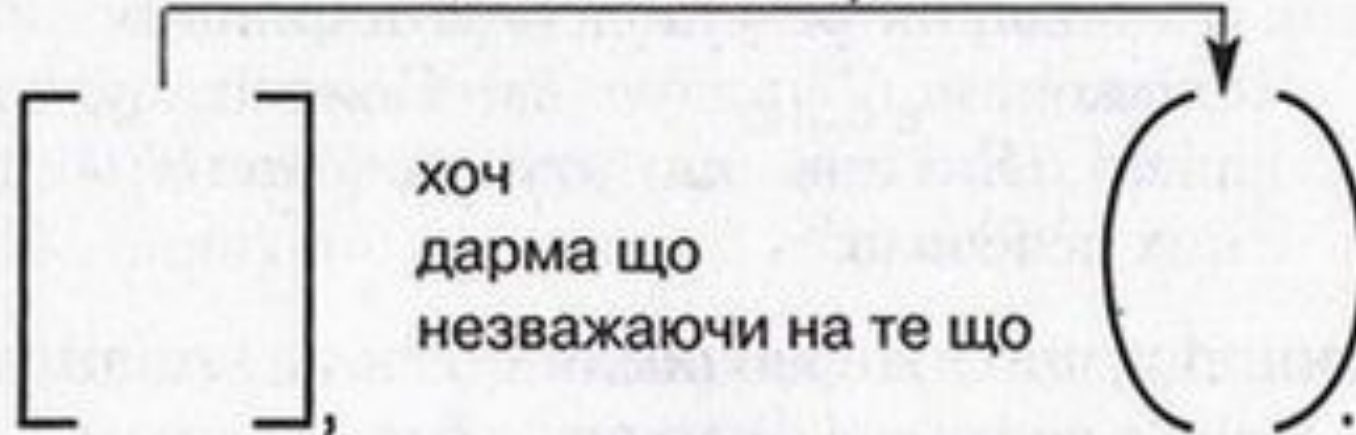 хоч
дарма що
незважаючи на те що